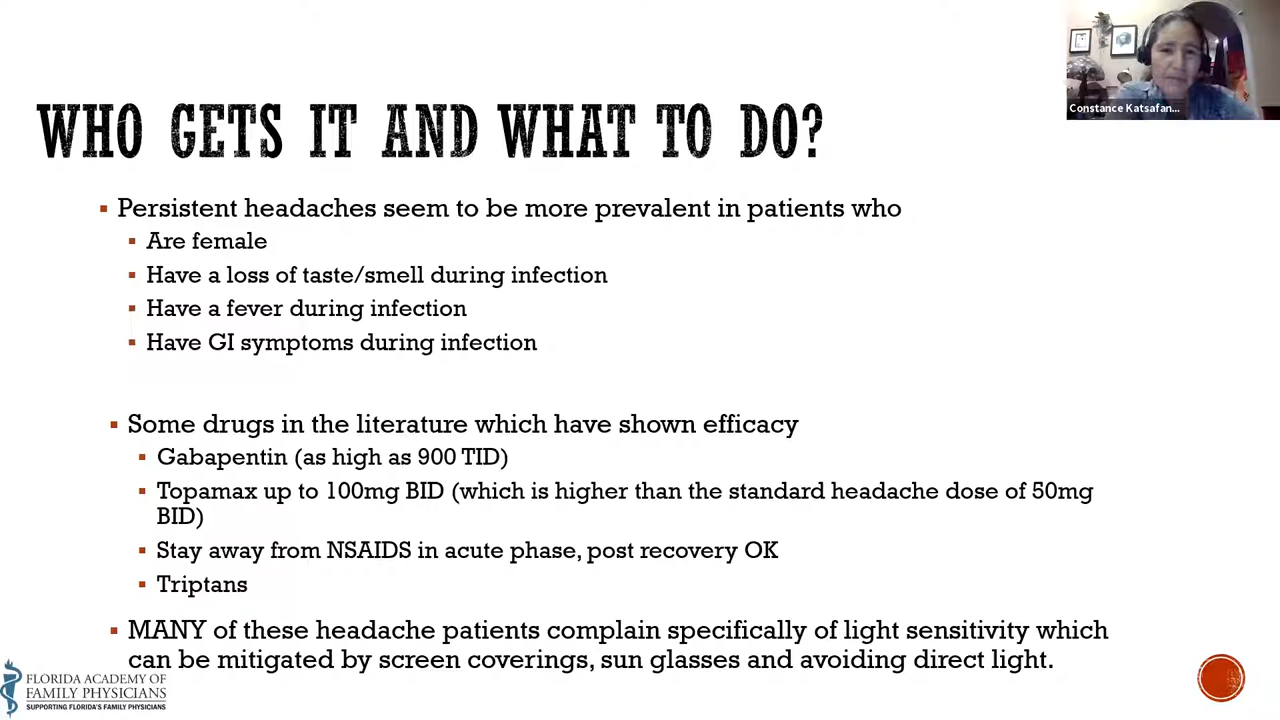 Constance Katsafan...
WHO GETS IT AND WHAT TO DO?
Persistent headaches seem to be more prevalent in patients who
Are female
Have a loss of taste/smell during infection
Have a fever during infection
Have GI symptoms during infection
Some drugs in the literature which have shown efficacy
Gabapentin (as high as 900 TID)
Topamax up to 100mg BID (which is higher than the standard headache dose of 50mg
BID)
Stay away from NSAIDS in acute phase, post recovery OK
Triptans
MANY of these headache patients complain specifically of light sensitivity which
can be mitigated by screen coverings, sun glasses and avoiding direct light.
FLORIDA ACADEMY OF
FAMILY PHYSICIANS
SUPPORTING FLORIDA'S FAMILY PHYSICIANS